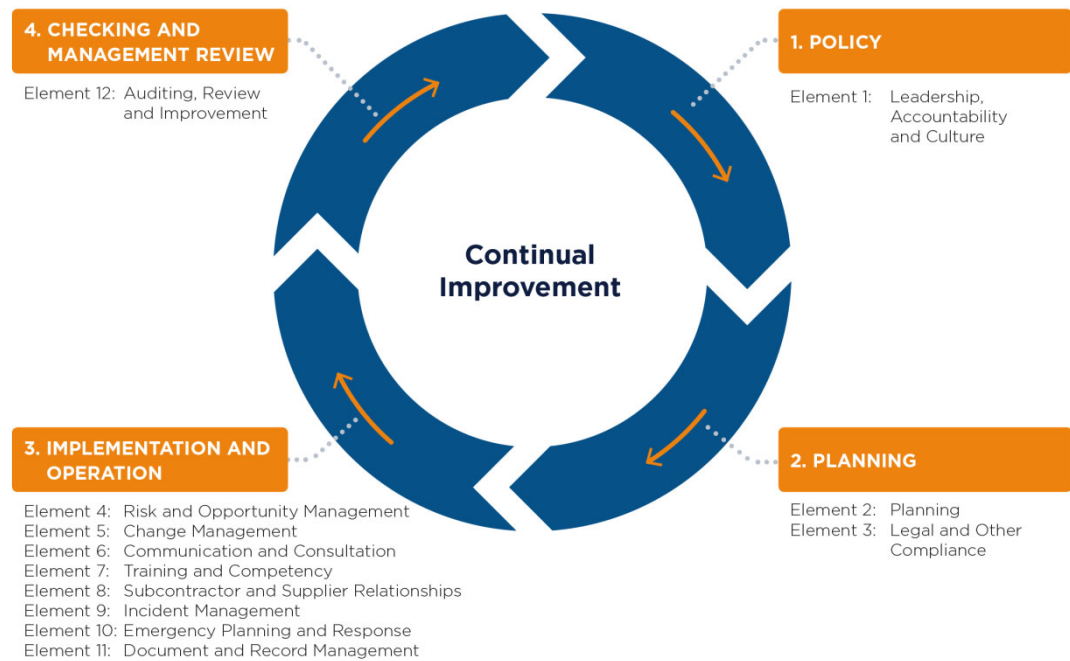 4. CHECKING AND
MANAGEMENT REVIEW
Element 12: Auditing, Review
and Improvement
1. POLICY
Element 1: Leadership,
Accountability
and Culture
Continual
Improvement
3. IMPLEMENTATION AND
OPERATION
Element 4: Risk and Opportunity Management
Element 5: Change Management
Element 6: Communication and Consultation
Element 7: Training and Competency
Element 8: Subcontractor and Supplier Relationships
Element 9: Incident Management
Element 10: Emergency Planning and Response
Element 11: Document and Record Management
2. PLANNING
Element 2: Planning
Element 3: Legal and Other
Compliance